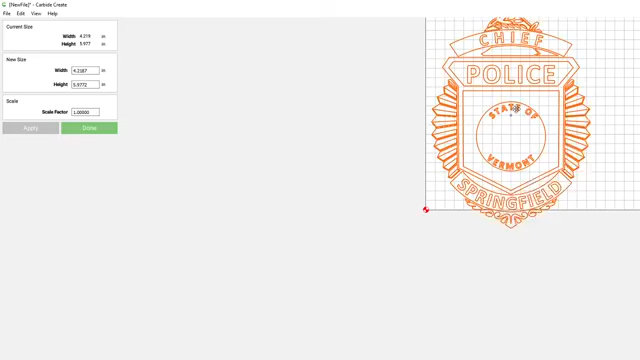 [NewFile]* - Carbide Create
File Edit View Help
Current Size
Width 4.219 in
Height 5.977 in
New Size
Width 4.2187 in
Height 5.9772 in
Scale
Scale Factor 1.00000
Apply Done
CHIEF
POLICE
STATE OF
VERMONT
SPRINGFIELD